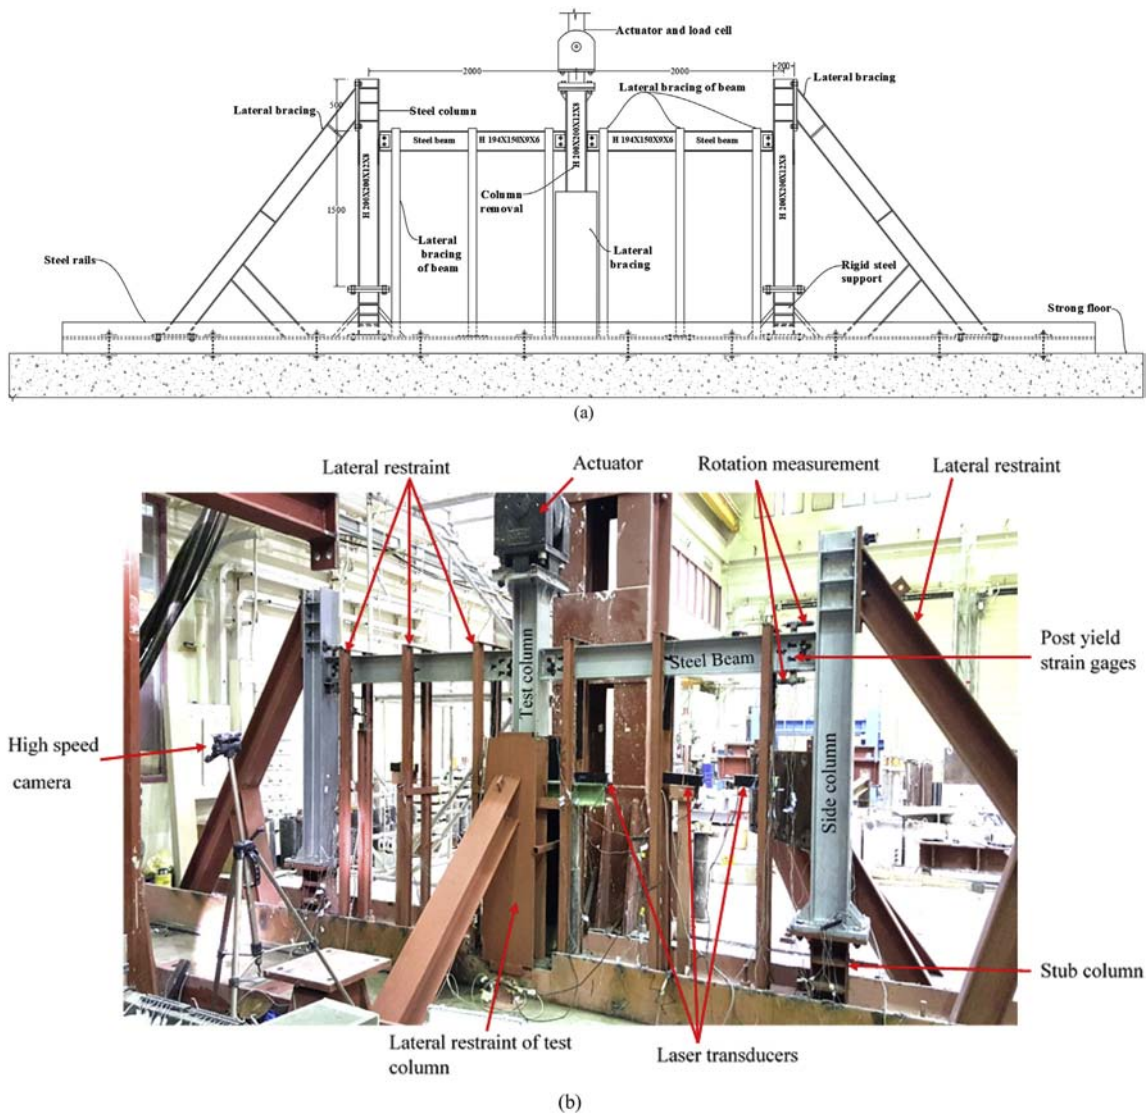 Actuator and load cell
2000
2000
200
Lateral bracing
Lateral bracing of beam
500
Lateral bracing
Steel column
Steel beam
H 194X150X9X6
H 200X200X12X8
H 194X150X9X6
Steel beam
H 200X200X12X8
H 200X200X12X8
Column
removal
1500
Lateral
bracing
of beam
Lateral
bracing
Steel rails
Rigid steel
support
Strong floor
(a)
Lateral restraint
Actuator
Rotation measurement
Lateral restraint
Post yield
strain gages
Steel Beam
Test column
High speed
camera
Side column
Stub column
Lateral restraint of test
column
Laser transducers
(b)